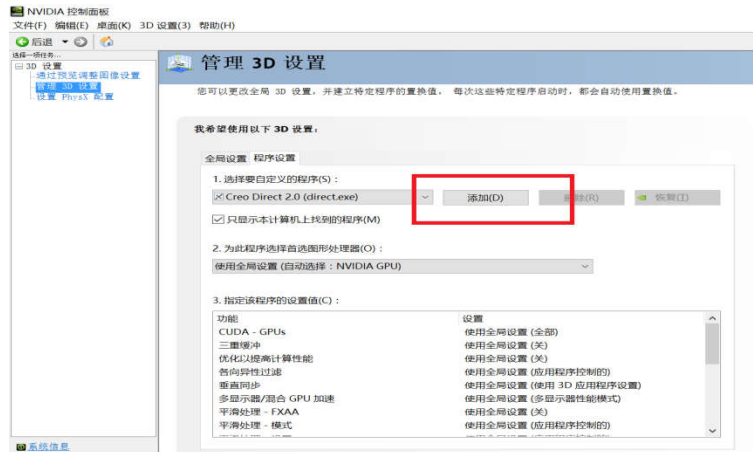 NVIDIA 控制面板
文件(F) 编辑(E) 桌面(K) 3D 设置(3) 帮助(H)
后退
选择一项任务...
3D 设置
通过预览调整图像设置
管理 3D 设置
设置 PhysX 配置
管理 3D 设置
您可以更改全局 3D 设置，并建立特定程序的置换值。 每次这些特定程序启动时，都会自动使用置换值。
我希望使用以下 3D 设置：
全局设置 程序设置
1. 选择要自定义的程序(S)：
Creo Direct 2.0 (direct.exe) 添加(D) 删除(R) 恢复(T)
只显示本计算机上找到的程序(M)
2. 为此程序选择首选图形处理器(O)：
使用全局设置 (自动选择：NVIDIA GPU)
3. 指定该程序的设置值(C)：
功能 设置
CUDA - GPUs 使用全局设置 (全部)
三重缓冲 使用全局设置 (关)
优化以提高计算性能 使用全局设置 (关)
各向异性过滤 使用全局设置 (应用程序控制的)
垂直同步 使用全局设置 (使用 3D 应用程序设置)
多显示器/混合 GPU 加速 使用全局设置 (多显示器性能模式)
平滑处理 - FXAA 使用全局设置 (关)
平滑处理 - 模式 使用全局设置 (应用程序控制的)
系统信息